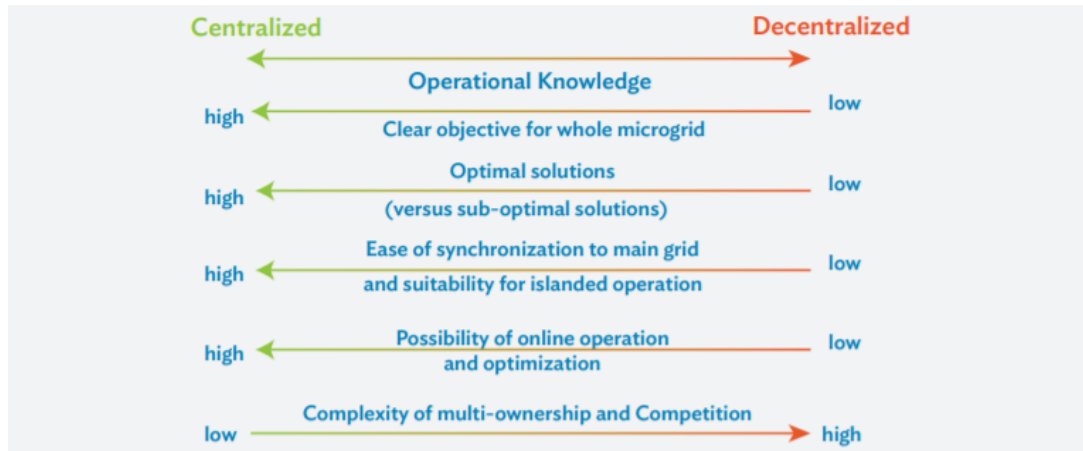 Centralized
Decentralized
Operational Knowledge
high
low
Clear objective for whole microgrid
Optimal solutions
high
low
(versus sub-optimal solutions)
Ease of synchronization to main grid
high
low
and suitability for islanded operation
Possibility of online operation
high
low
and optimization
Complexity of multi-ownership and Competition
low
high